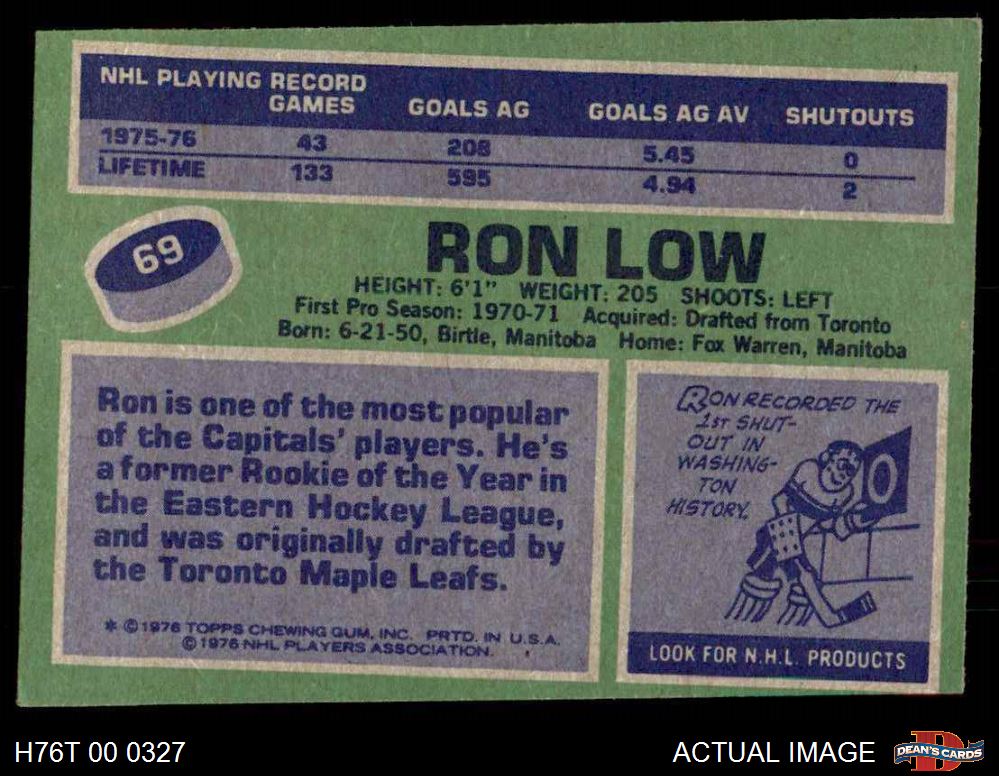 NHL PLAYING RECORD
GAMES GOALS AG GOALS AG AV SHUTOUTS
1975-76 43 208 5.45 0
LIFETIME 133 595 4.94 2
69
RON LOW
HEIGHT: 6'1" WEIGHT: 205 SHOOTS: LEFT
First Pro Season: 1970-71 Acquired: Drafted from Toronto
Born: 6-21-50, Birtle, Manitoba Home: Fox Warren, Manitoba
Ron is one of the most popular
of the Capitals' players. He's
a former Rookie of the Year in
the Eastern Hockey League,
and was originally drafted by
the Toronto Maple Leafs.
* © 1976 TOPPS CHEWING GUM, INC. PRTD. IN U.S.A.
© 1976 NHL PLAYERS ASSOCIATION.
RON RECORDED THE
1ST SHUT-
OUT IN
WASHING-
TON
HISTORY.
0
LOOK FOR N.H.L. PRODUCTS
H76T 00 0327
ACTUAL IMAGE
D
DEAN'S CARDS